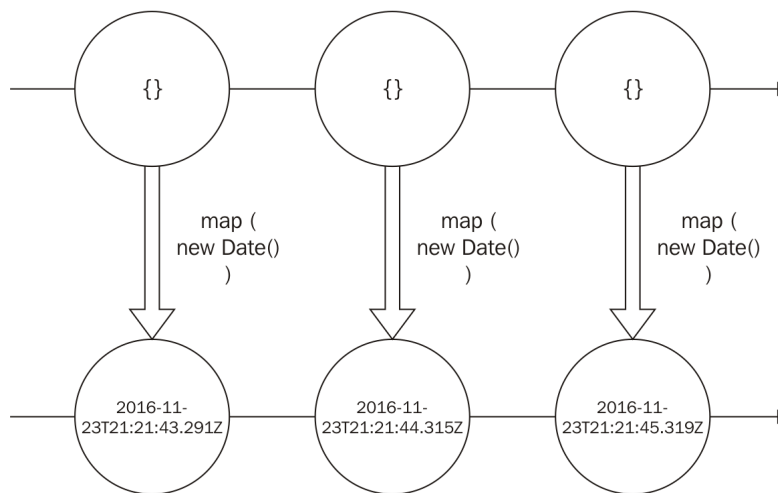 {}
{}
{}
map (
new Date()
)
map (
new Date()
)
map (
new Date()
)
2016-11-
23T21:21:43.291Z
2016-11-
23T21:21:44.315Z
2016-11-
23T21:21:45.319Z